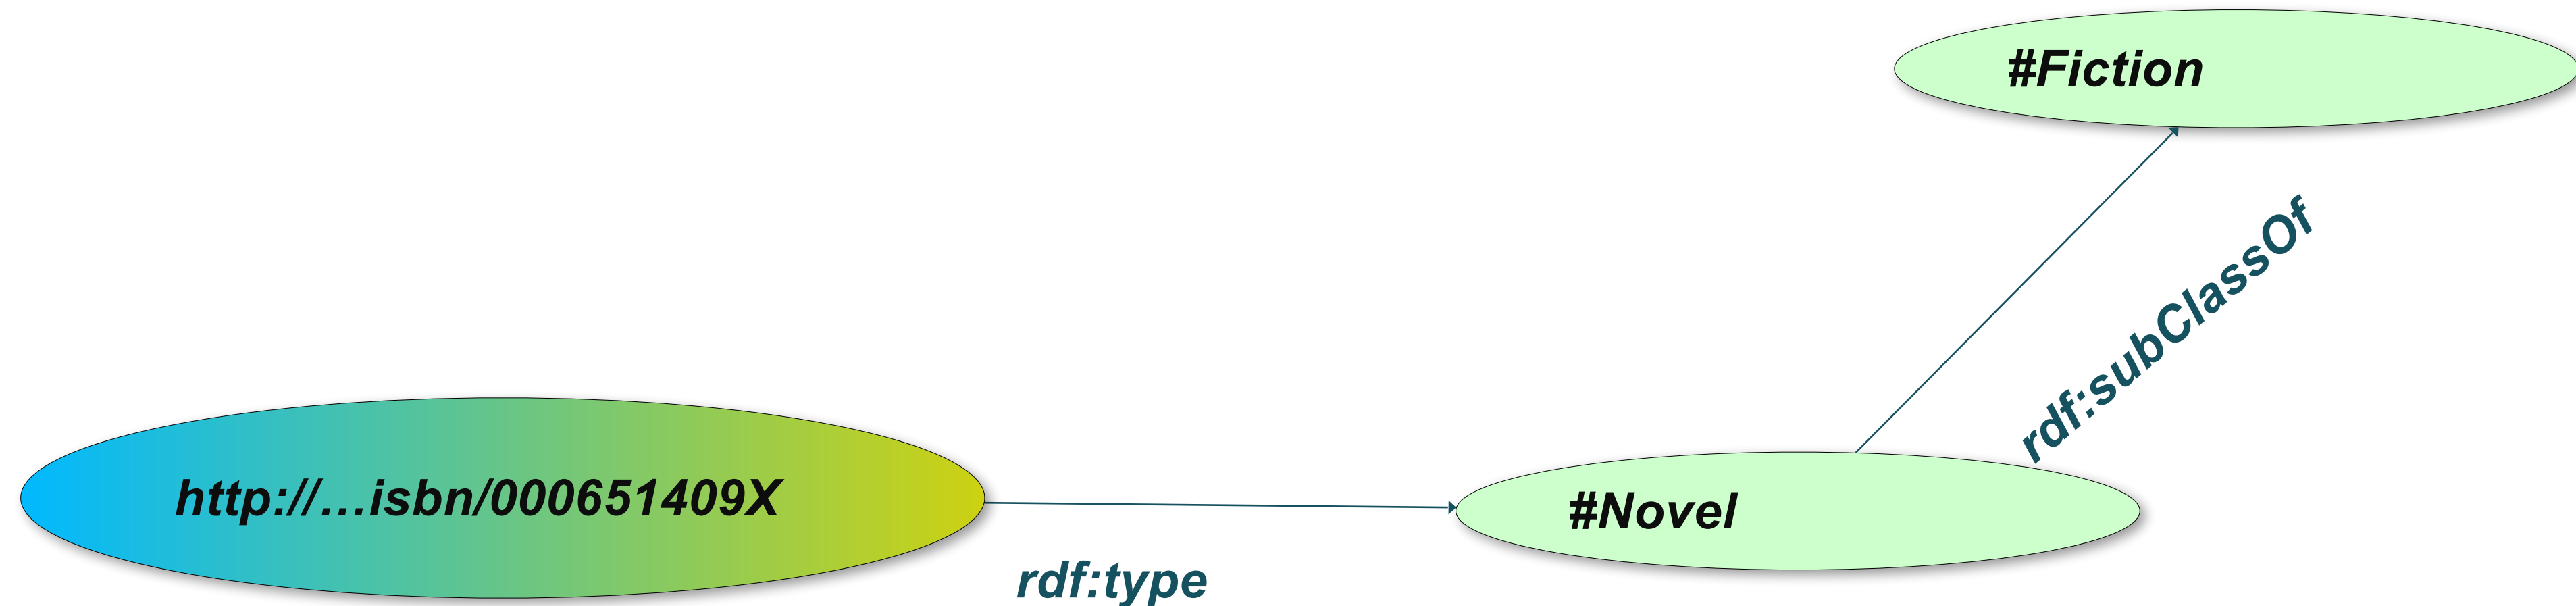 #Fiction
rdf:subClassOf
http://…isbn/000651409X
#Novel
rdf:type